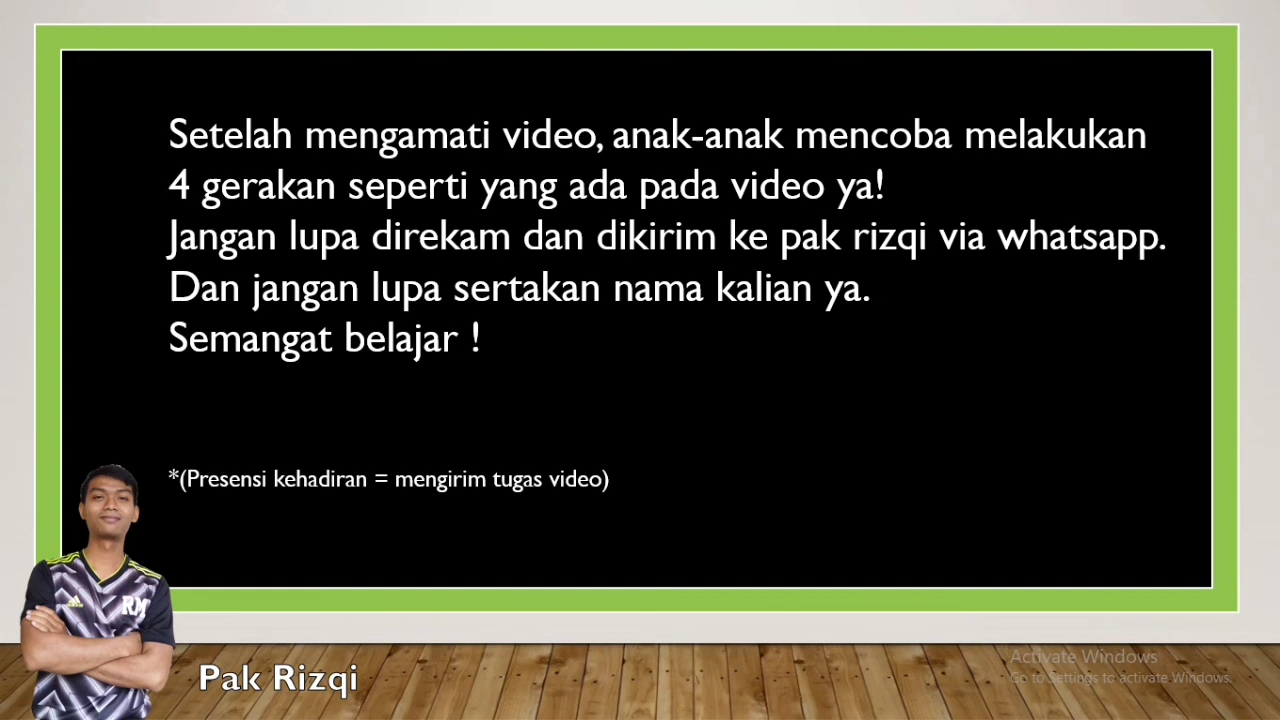 Setelah mengamati video, anak-anak mencoba melakukan
4 gerakan seperti yang ada pada video ya!
Jangan lupa direkam dan dikirim ke pak rizqi via whatsapp.
Dan jangan lupa sertakan nama kalian ya.
Semangat belajar !
*(Presensi kehadiran = mengirim tugas video)
RM
Pak Rizqi
Activate Windows
Go to Settings to activate Windows.